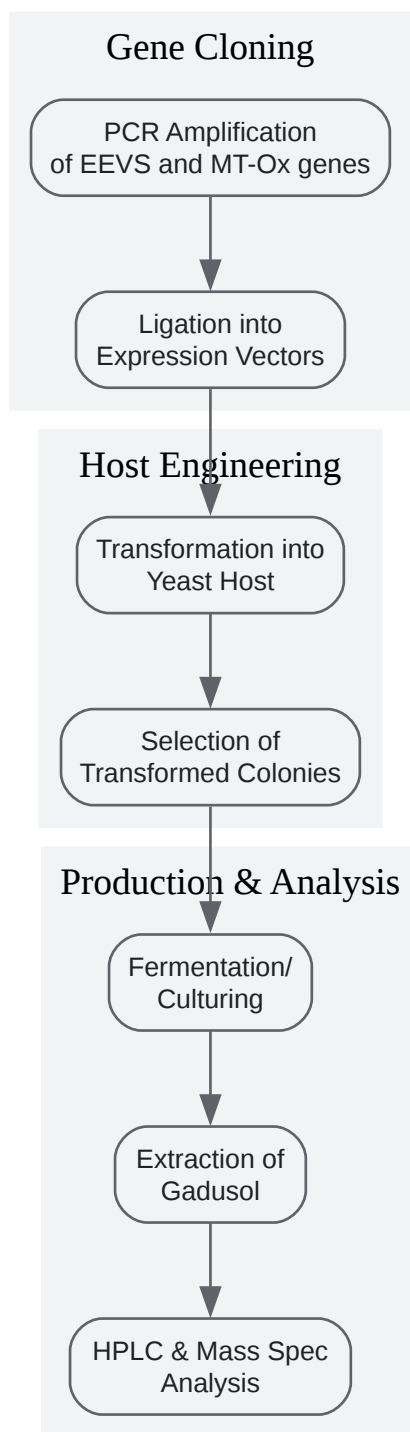 Gene Cloning
PCR Amplification
of EEVS and MT-Ox genes
Ligation into
Expression Vectors
Host Engineering
Transformation into
Yeast Host
Selection of
Transformed Colonies
Production & Analysis
Fermentation/
Culturing
Extraction of
Gadusol
HPLC & Mass Spec
Analysis